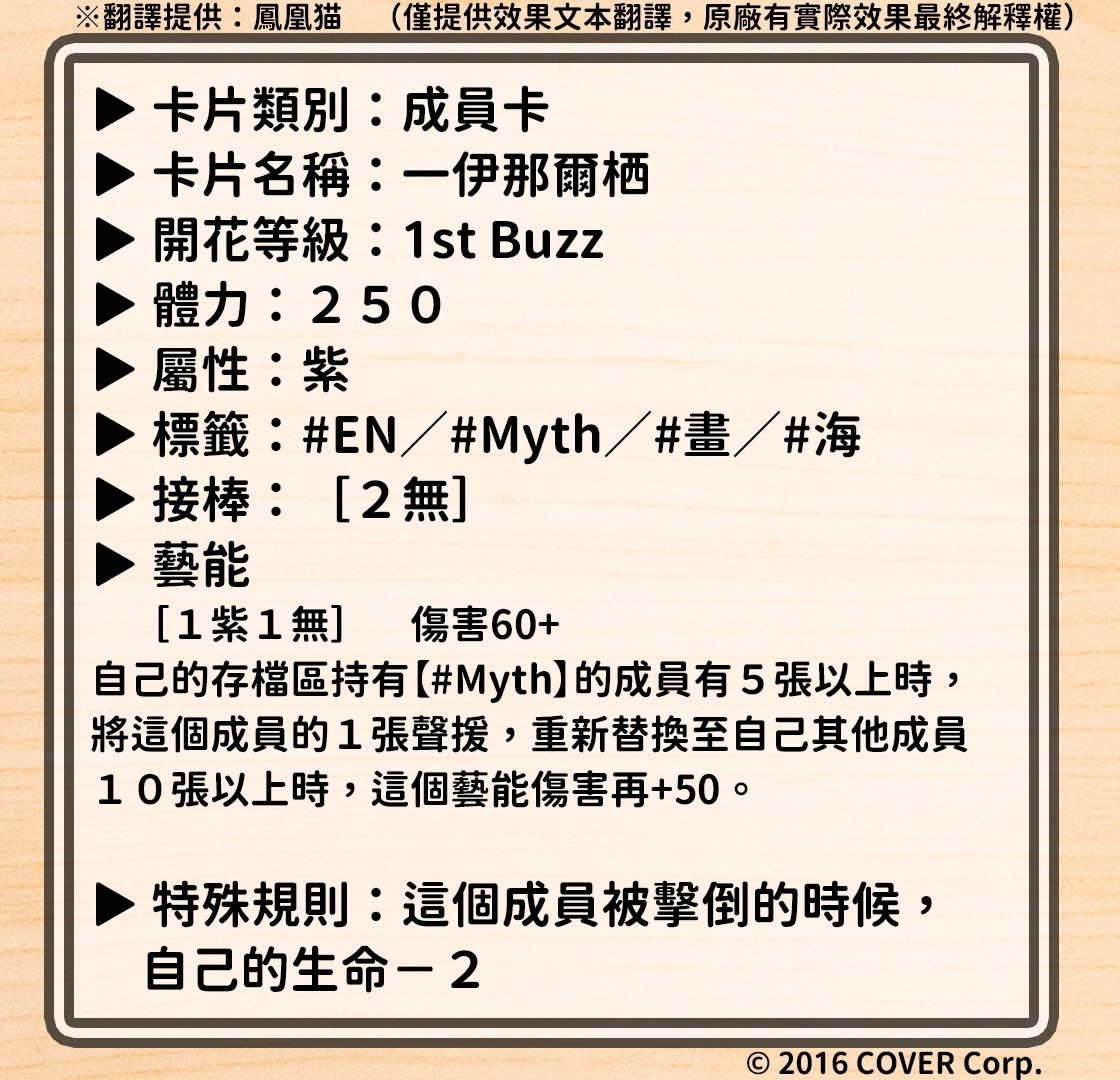 ※翻譯提供：鳳凰猫　（僅提供效果文本翻譯，原廠有實際效果最終解釋權）
▶ 卡片類別：成員卡
▶ 卡片名稱：一伊那爾栖
▶ 開花等級：1st Buzz
▶ 體力：２５０
▶ 屬性：紫
▶ 標籤：#EN／#Myth／#畫／#海
▶ 接棒：［２無］
▶ 藝能
［１紫１無］　傷害60+
自己的存檔區持有【#Myth】的成員有５張以上時，
將這個成員的１張聲援，重新替換至自己其他成員
１０張以上時，這個藝能傷害再+50。
▶ 特殊規則：這個成員被擊倒的時候，
自己的生命－２
© 2016 COVER Corp.